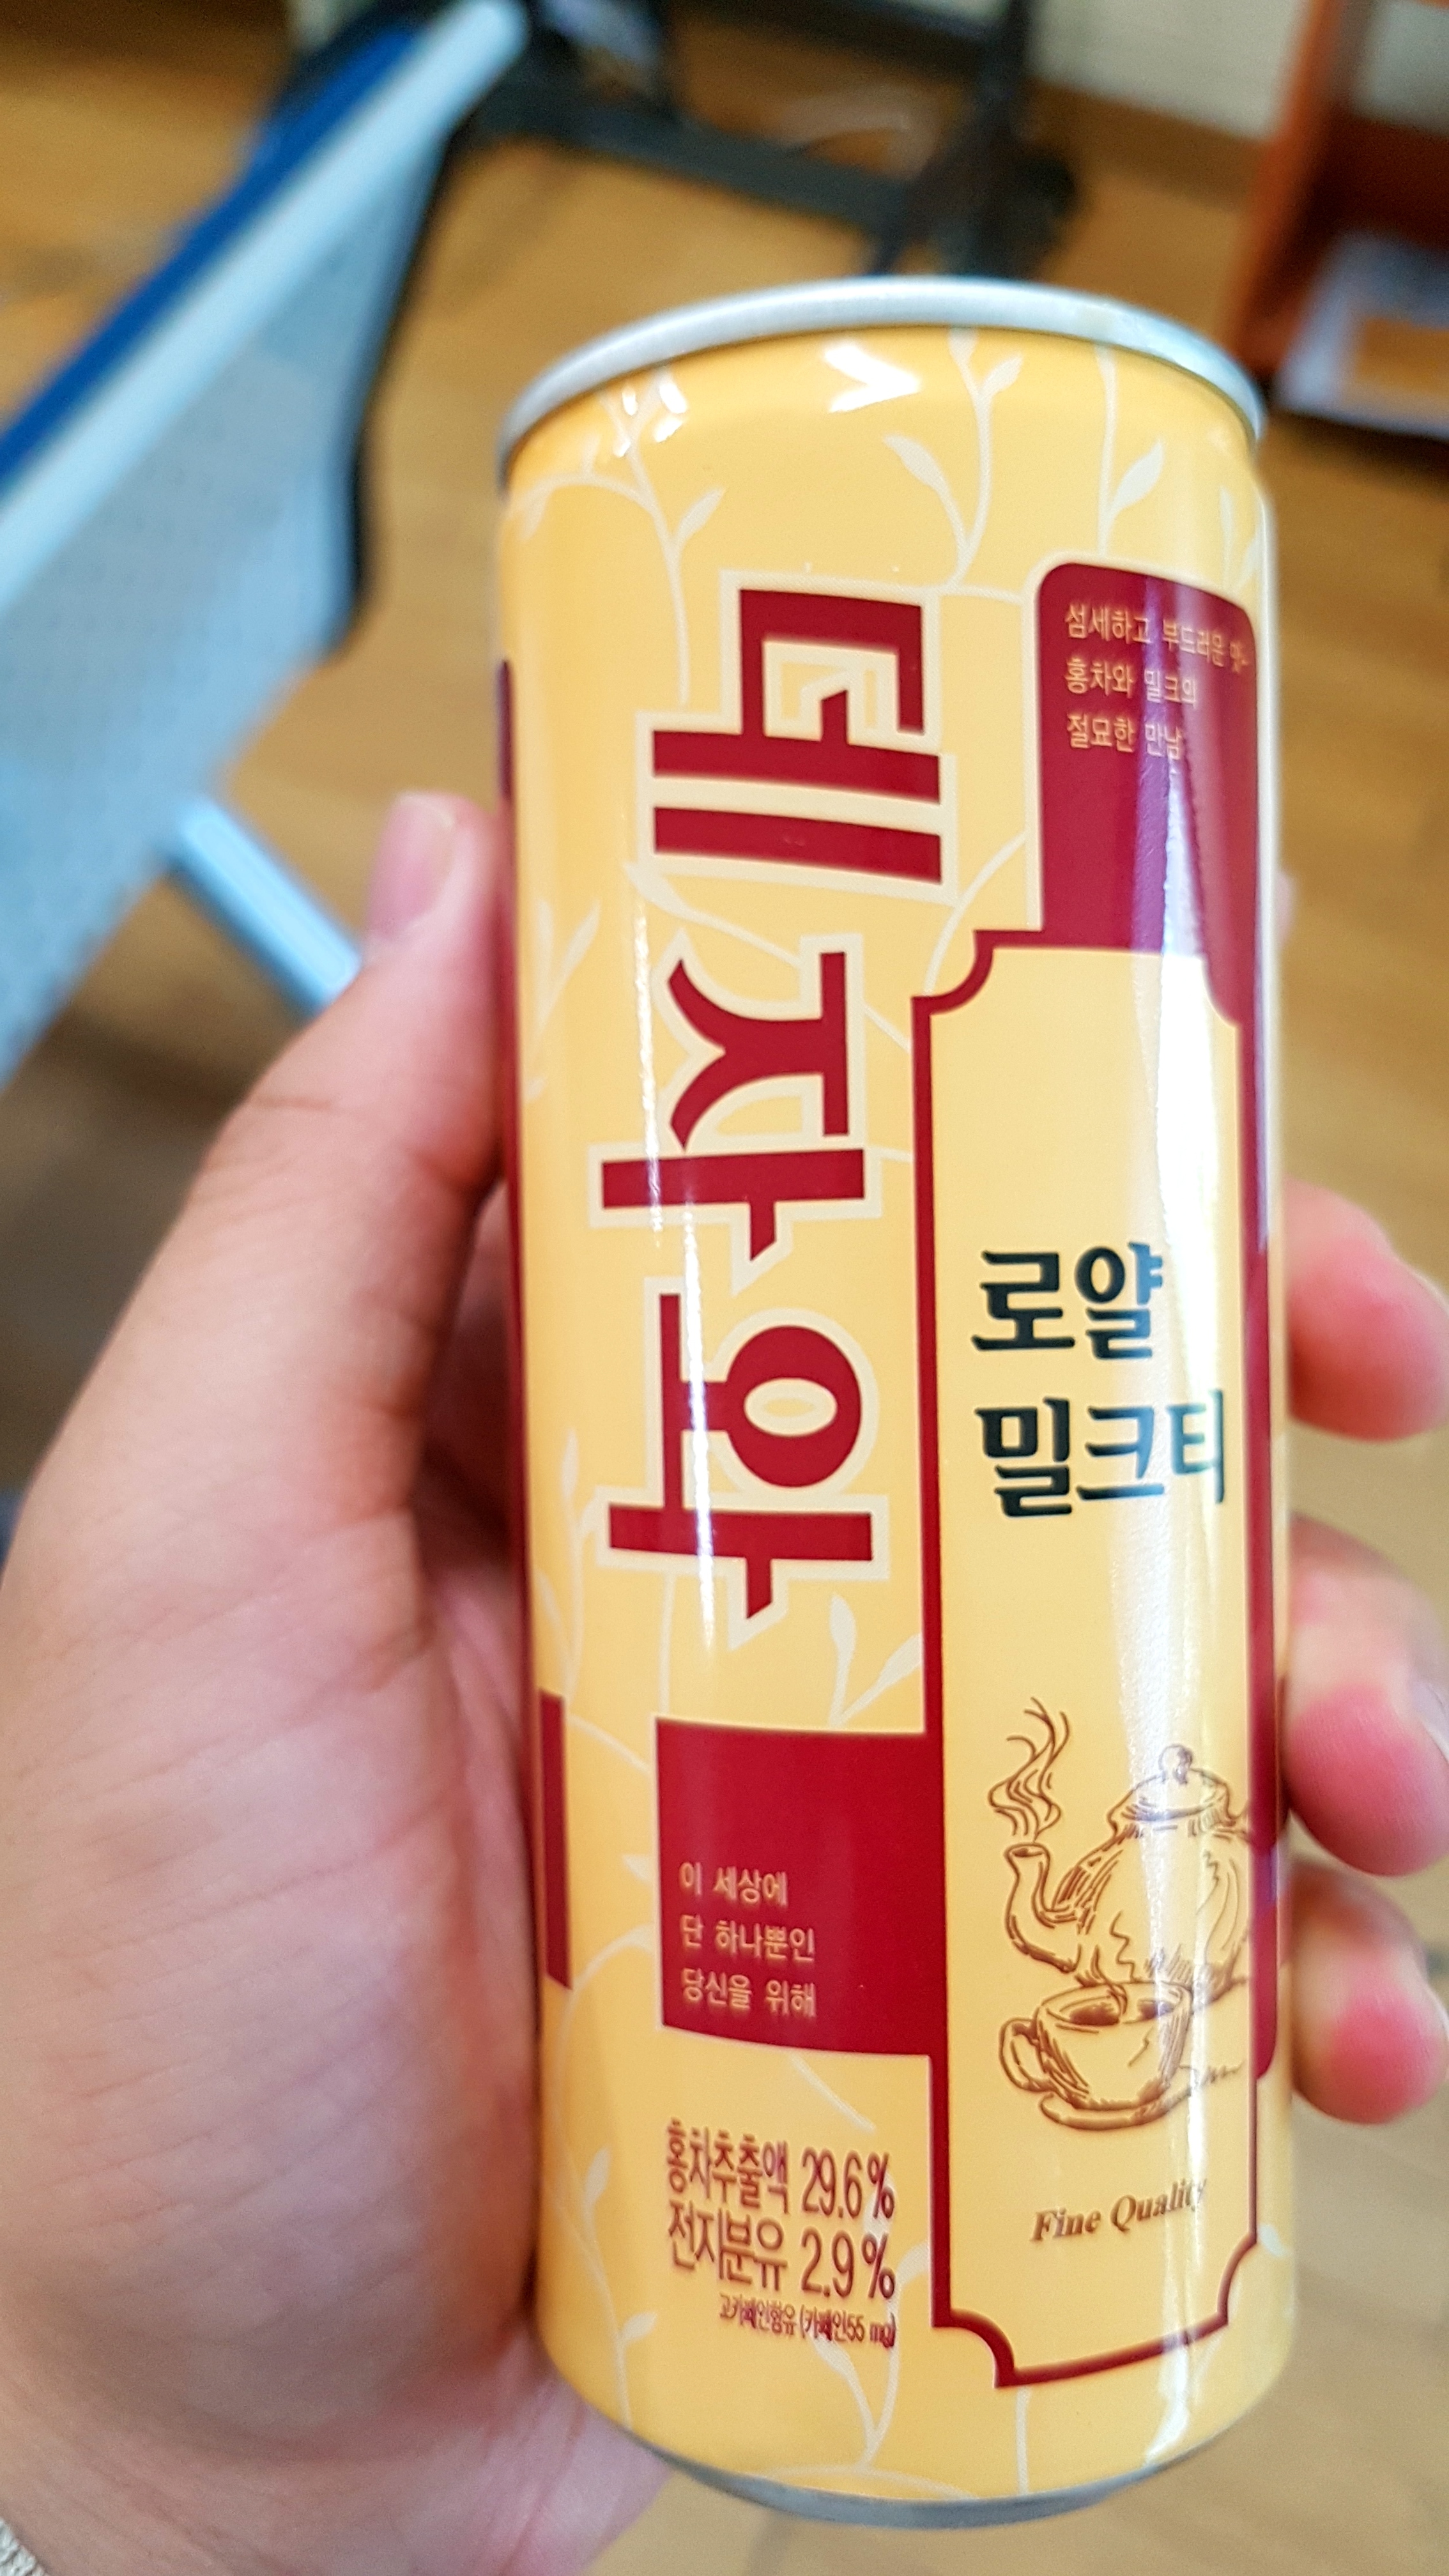 데자와
섬세하고 부드러운 맛-
홍차와 밀크의
절묘한 만남
로얄
밀크티
이 세상에
단 하나뿐인
당신을 위해
Fine Quality
홍차추출액 29.6%
전지분유 2.9%
고카페인함유 (카페인55 mg)